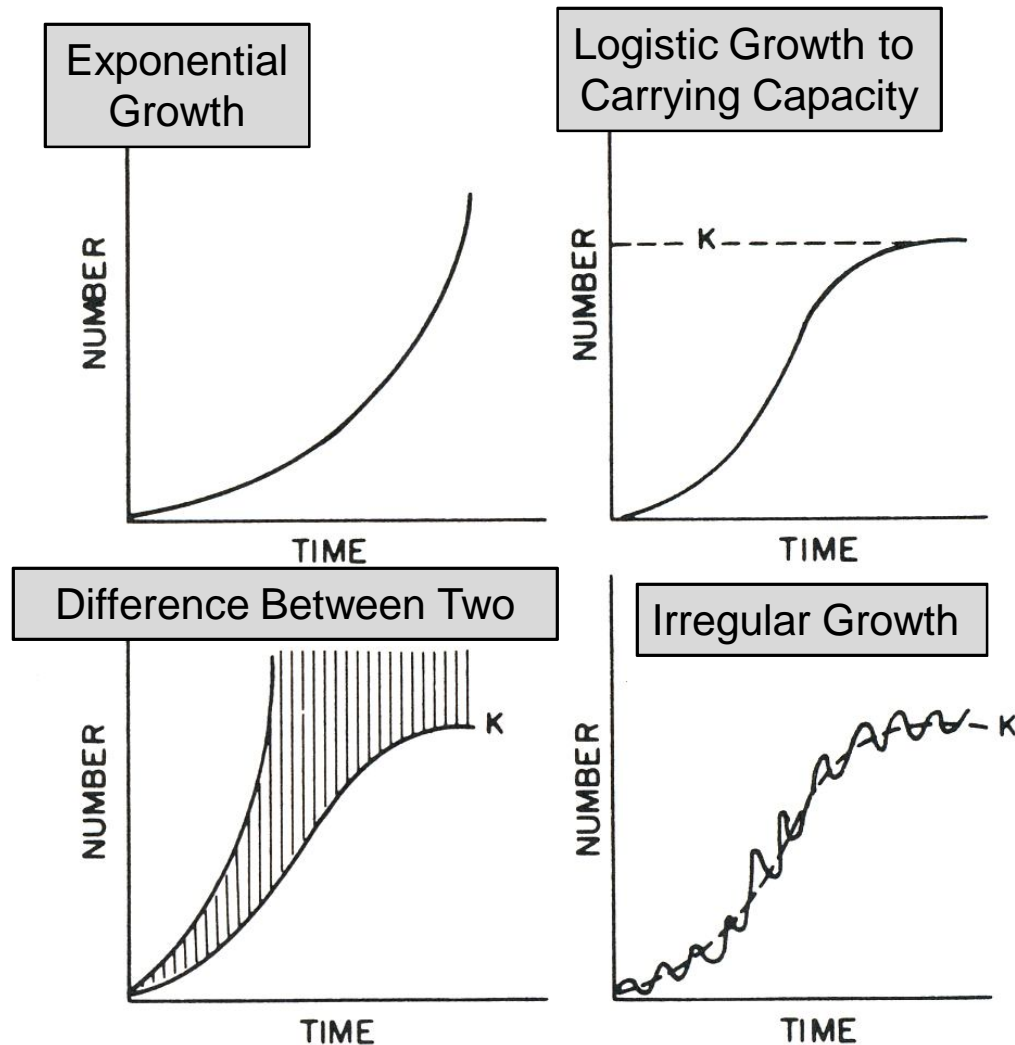 Exponential
Growth
NUMBER
TIME
Logistic Growth to
Carrying Capacity
K
NUMBER
TIME
Difference Between Two
K
NUMBER
TIME
Irregular Growth
K
NUMBER
TIME